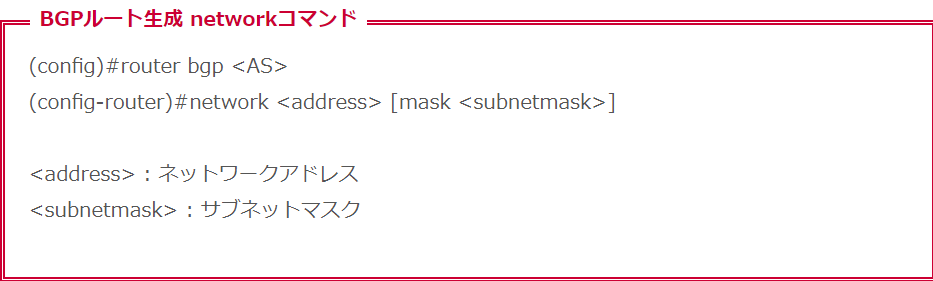 BGPルート生成 networkコマンド
(config)#router bgp <AS>
(config-router)#network <address> [mask <subnetmask>]
<address> : ネットワークアドレス
<subnetmask> : サブネットマスク